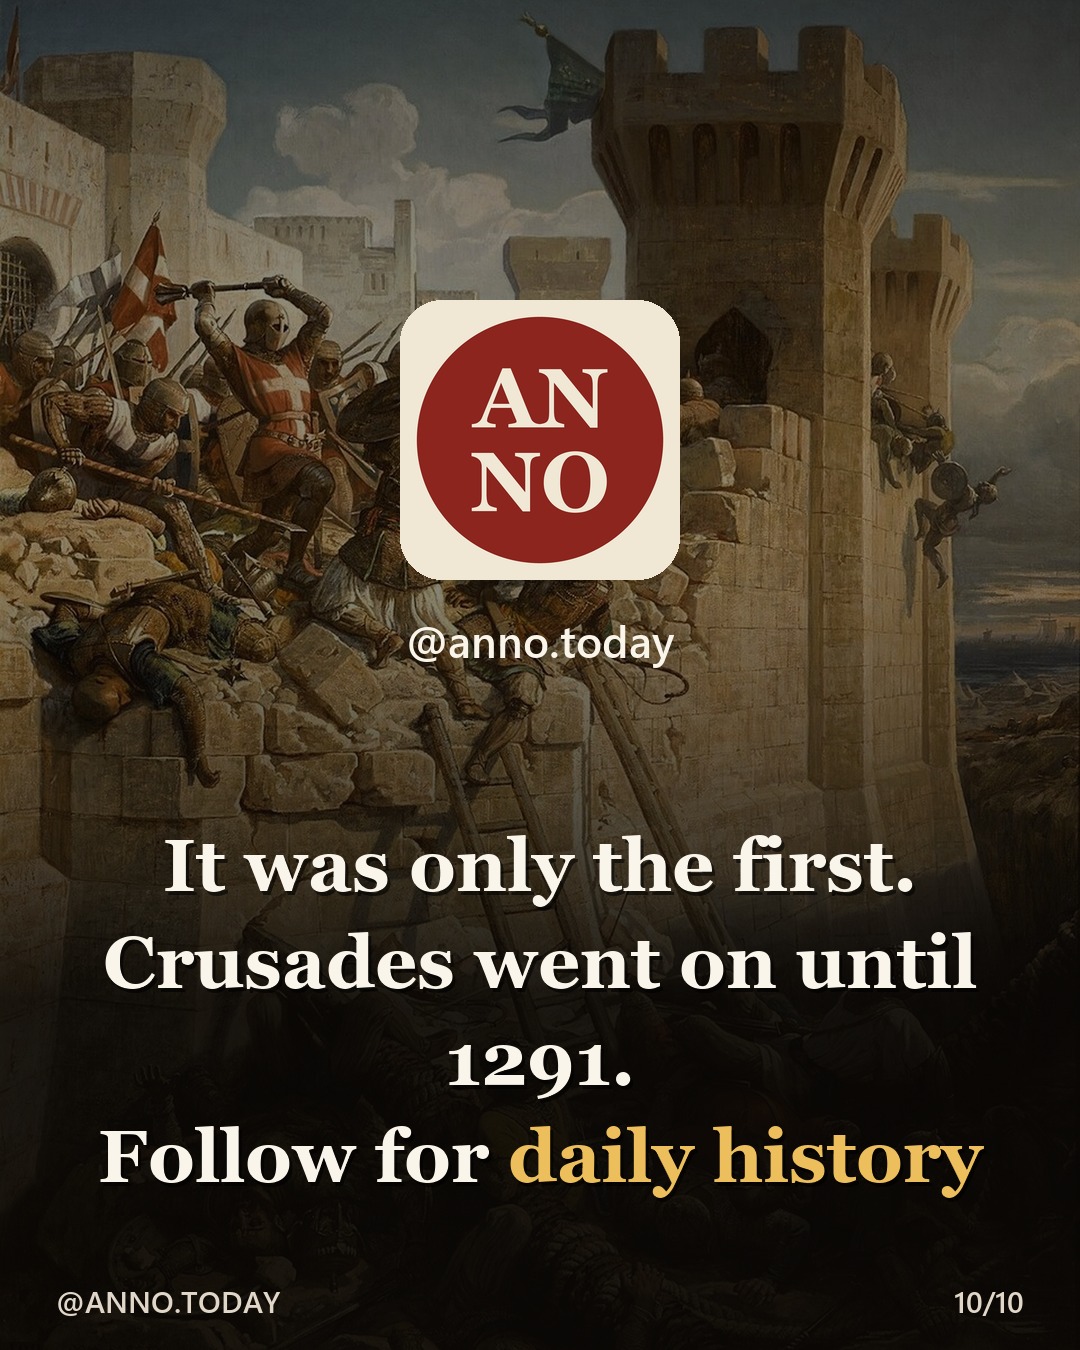 AN
NO
@anno.today
It was only the first.
Crusades went on until
1291.
Follow for daily history
@ANNO.TODAY
10/10